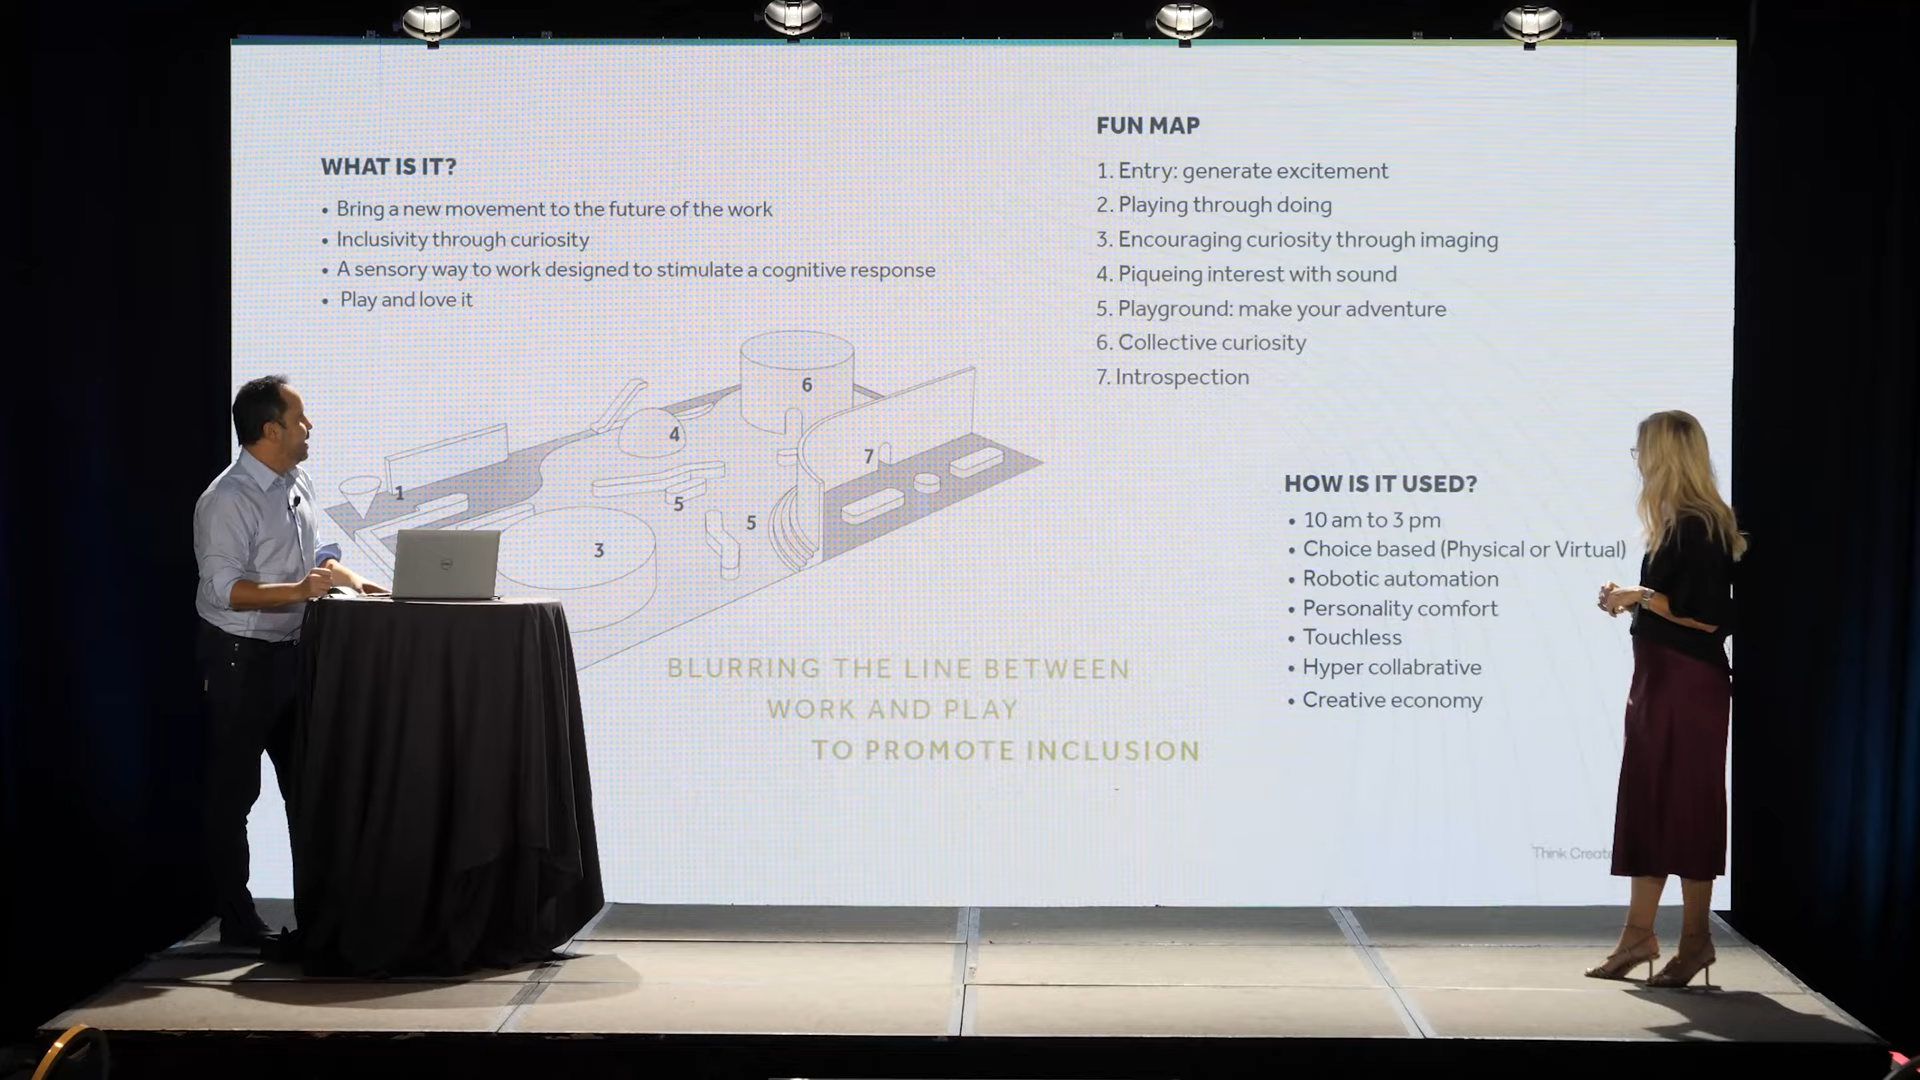 WHAT IS IT?
• Bring a new movement to the future of the work
• Inclusivity through curiosity
• A sensory way to work designed to stimulate a cognitive response
• Play and love it
FUN MAP
1. Entry: generate excitement
2. Playing through doing
3. Encouraging curiosity through imaging
4. Piqueing interest with sound
5. Playground: make your adventure
6. Collective curiosity
7. Introspection
6
4
7
1
5
5
3
HOW IS IT USED?
• 10 am to 3 pm
• Choice based (Physical or Virtual)
• Robotic automation
• Personality comfort
• Touchless
• Hyper collabrative
• Creative economy
BLURRING THE LINE BETWEEN
WORK AND PLAY
TO PROMOTE INCLUSION
Think Create
DELL